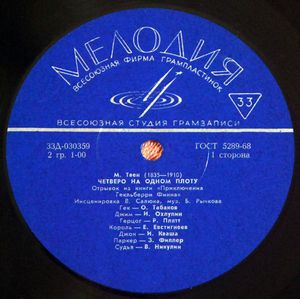 МЕЛОДИЯ
ВСЕСОЮЗНАЯ ФИРМА ГРАМПЛАСТИНОК
33
ВСЕСОЮЗНАЯ СТУДИЯ ГРАМЗАПИСИ
33Д-030359 ГОСТ 5289-68
2 гр. 1-00 1 сторона
М. Твен (1835—1910)
ЧЕТВЕРО НА ОДНОМ ПЛОТУ
Отрывок из книги «Приключения
Гекльберри Финна»
Инсценировка В. Салюка, муз. Б. Рычкова
Гек — О. Табаков
Джим — И. Охлупин
Герцог — Р. Плятт
Король — Е. Евстигнеев
Джон — И. Кваша
Паркер — З. Филлер
Судья — В. Никулин